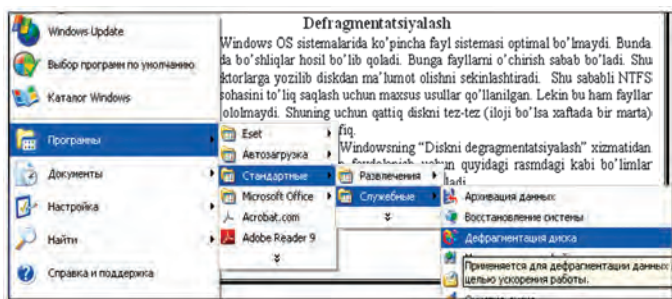 Defragmentatsiyalash
Windows OS sistemalarida ko'pincha fayl sistemasi optimal bo'lmaydi. Bunda
da bo'shliqlar hosil bo'lib qoladi. Bunga fayllarni o'chirish sabab bo'ladi. Shu
ktorlarga yozilib diskdan ma'lumot olishni sekinlashtiradi. Shu sababli NTFS
sohasini to'liq saqlash uchun maxsus usullar qo'llanilgan. Lekin bu ham fayllar
ololmaydi. Shuning uchun qattiq diskni tez-tez (iloji bo'lsa xaftada bir marta)
fiq.
Windowsning "Diskni degragmentatsiyalash" xizmatidan
foydalanish uchun quyidagi rasmdagi kabi bo'limlar
ladi
Windows Update
Выбор программ по умолчанию
Каталог Windows
Программы
Документы
Настройка
Найти
Справка и поддержка
Eset
Автозагрузка
Стандартные
Microsoft Office
Acrobat.com
Adobe Reader 9
Развлечения
Служебные
Архивация данных
Восстановление системы
Дефрагментация диска
Применяется для дефрагментации данных
целью ускорения работы.